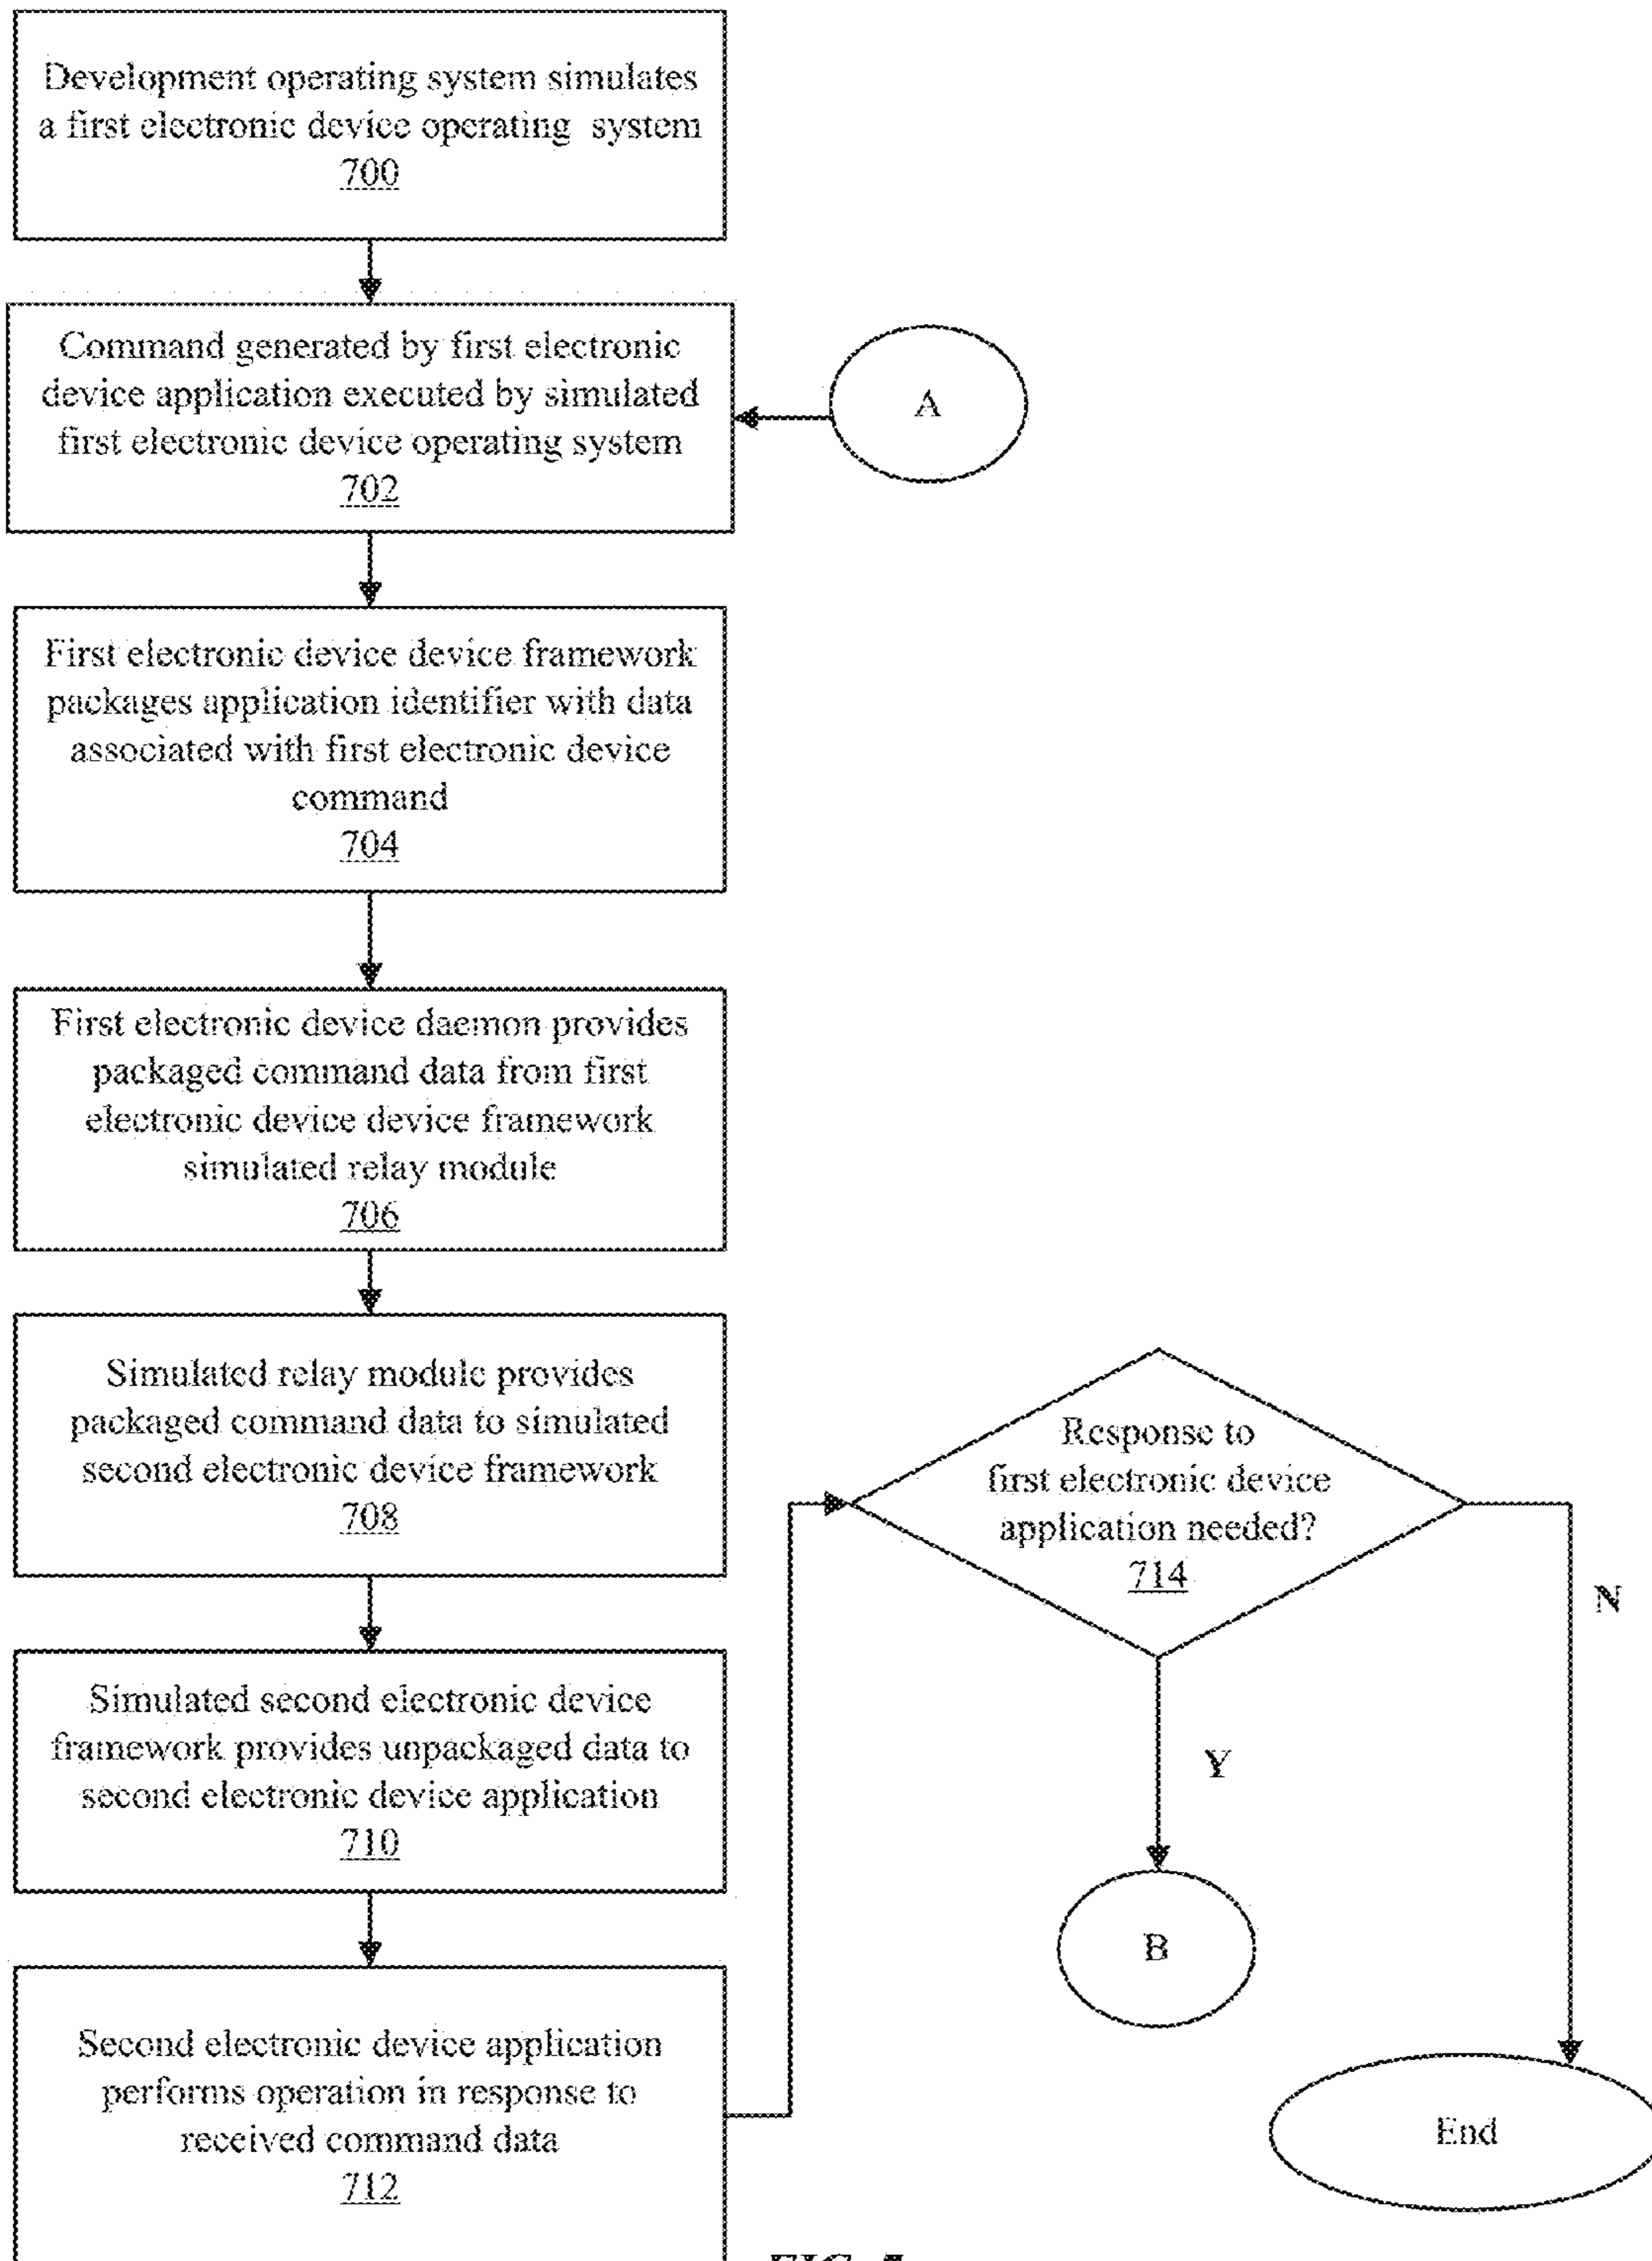 Development operating system simulates
a first electronic device operating system
700
Command generated by first electronic
device application executed by simulated
first electronic device operating system
702
A
First electronic device device framework
packages application identifier with data
associated with first electronic device
command
704
First electronic device daemon provides
packaged command data from first
electronic device device framework
simulated relay module
706
Simulated relay module provides
packaged command data to simulated
second electronic device framework
708
Simulated second electronic device
framework provides unpackaged data to
second electronic device application
710
Second electronic device application
performs operation in response to
received command data
712
Response to
first electronic device
application needed?
714
N
Y
B
End